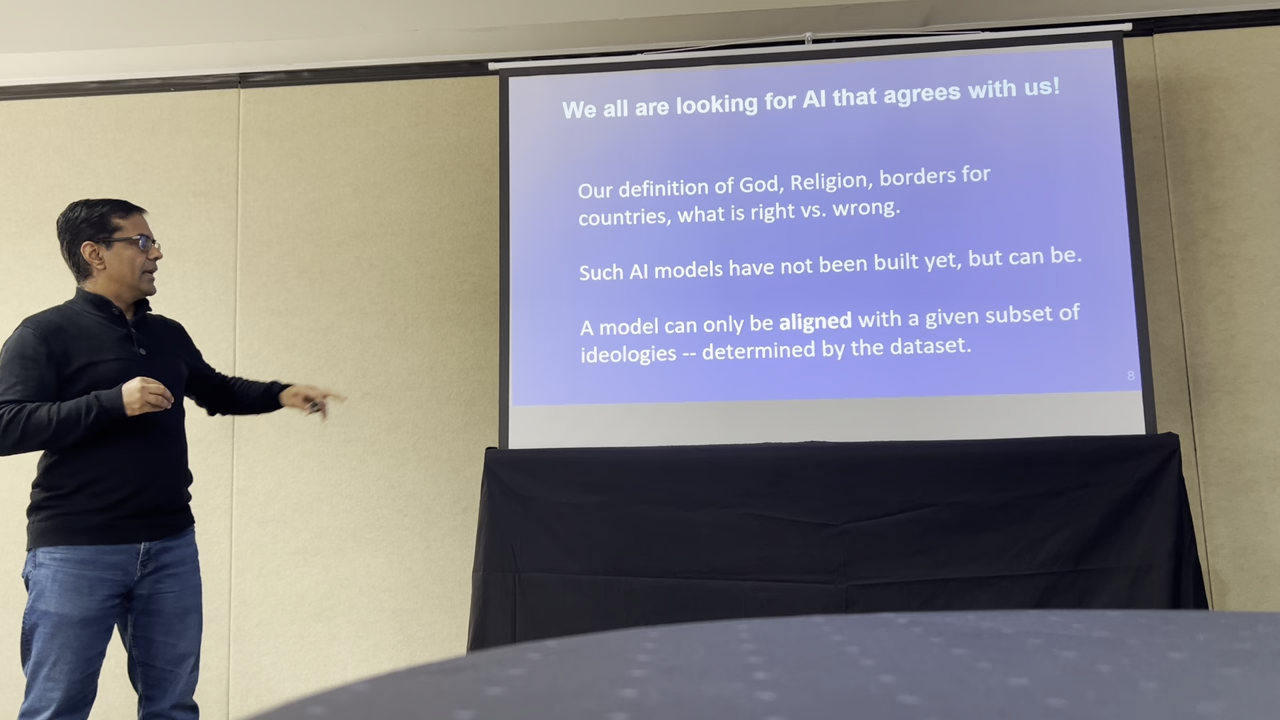 We all are looking for AI that agrees with us!
Our definition of God, Religion, borders for
countries, what is right vs. wrong.
Such AI models have not been built yet, but can be.
A model can only be aligned with a given subset of
ideologies -- determined by the dataset.
8